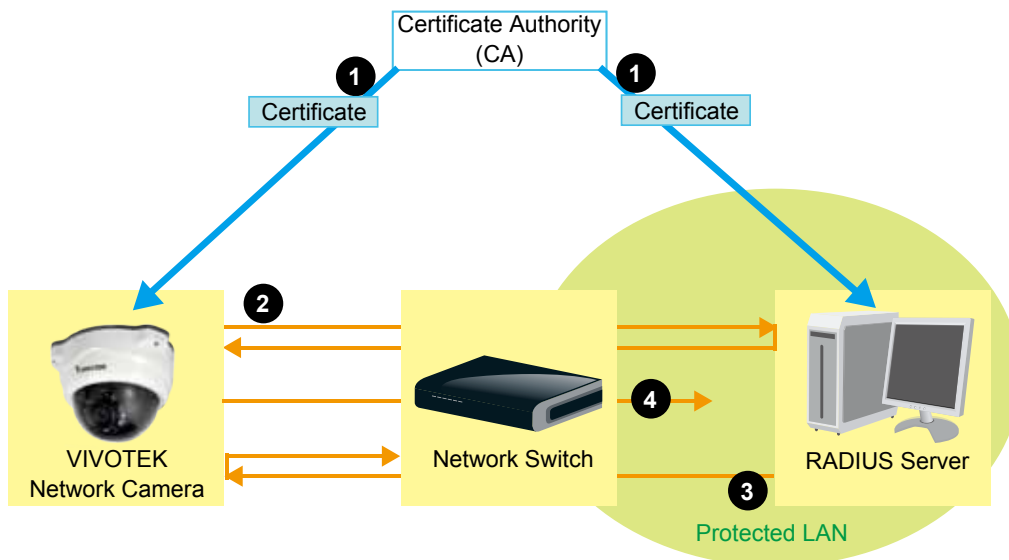 Certificate Authority
(CA)
1
1
Certificate
Certificate
2
4
VIVOTEK
Network Camera
Network Switch
RADIUS Server
3
Protected LAN